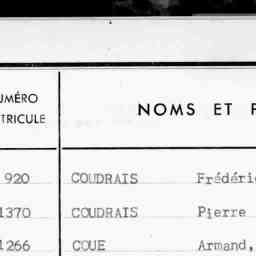 UMÉRO
TRICULE
NOMS ET P
920 COUDRAIS Frédéri
1370 COUDRAIS Pierre
1266 COUE Armand,